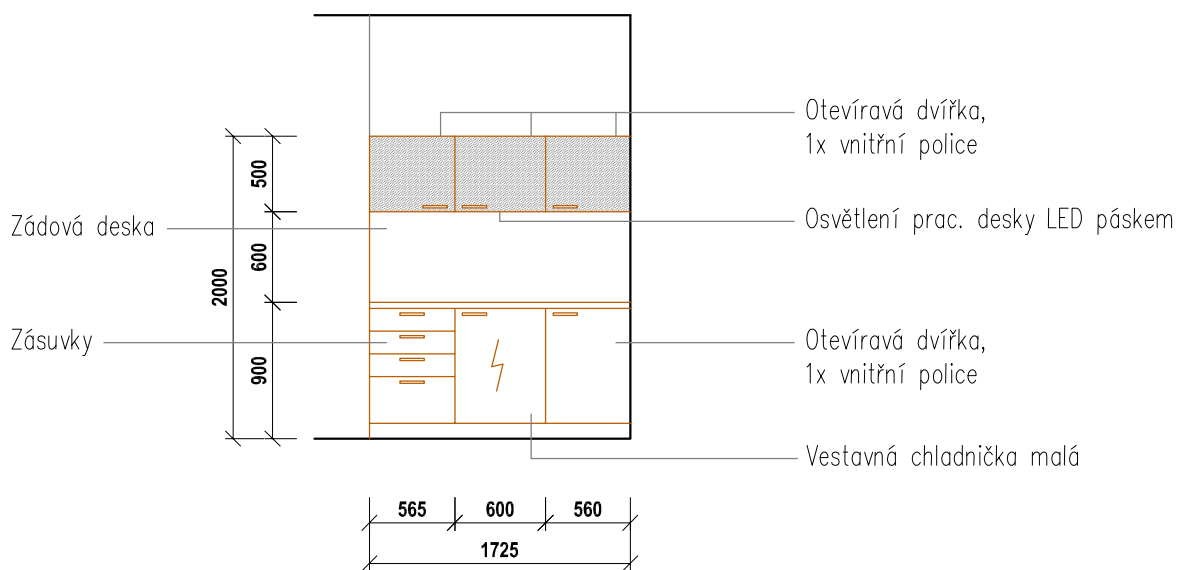 Otevíravá dvířka,
1x vnitřní police
500
Osvětlení prac. desky LED páskem
Zádová deska
600
2000
Zásuvky
Otevíravá dvířka,
1x vnitřní police
900
Vestavná chladnička malá
565
600
560
1725